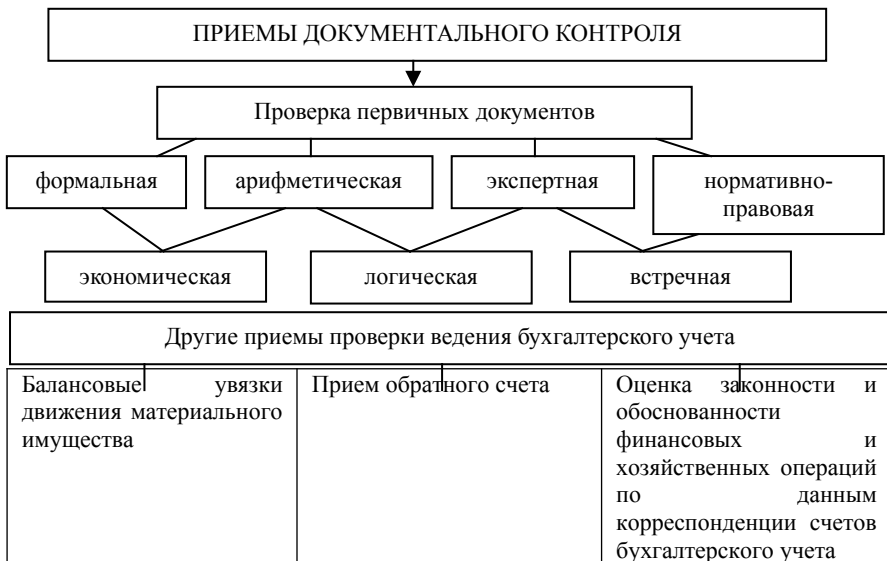 ПРИЕМЫ ДОКУМЕНТАЛЬНОГО КОНТРОЛЯ
Проверка первичных документов
формальная
арифметическая
экспертная
нормативно-
правовая
экономическая
логическая
встречная
Другие приемы проверки ведения бухгалтерского учета
Балансовые увязки
движения материального
имущества
Прием обратного счета
Оценка законности и
обоснованности
финансовых и
хозяйственных операций
по данным
корреспонденции счетов
бухгалтерского учета